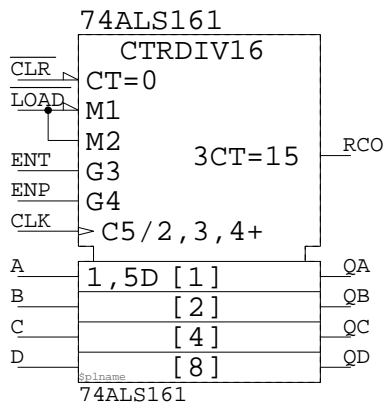 74ALS161
CTRDIV16
CLR CT=0
LOAD M1
M2
3CT=15 RCO
ENT G3
ENP G4
CLK C5/2,3,4+
A 1,5D [1] QA
B [2] QB
C [4] QC
D [8] QD
$plname
74ALS161